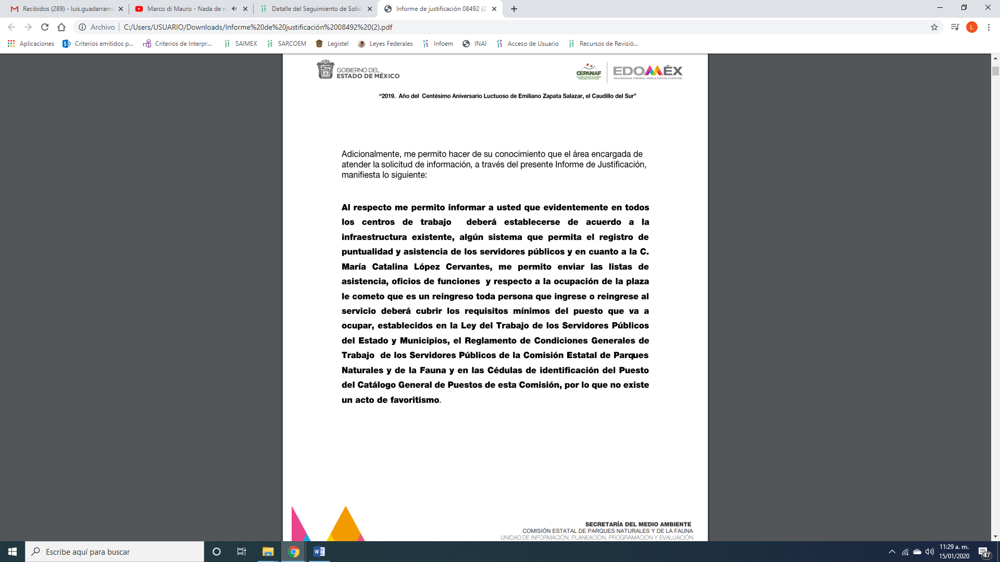 Recibidos (289) - luis.guadarrama
Marco di Mauro - Nada de n
Detalle del Seguimiento de Solici
Informe de justificación 08492 (2
Archivo
C:/Users/USUARIO/Downloads/Informe%20de%20justificación%2008492%20(2).pdf
L
Aplicaciones
Criterios emitidos p...
Criterios de Interpr...
SAIMEX
SARCOEM
Legistel
Leyes Federales
Infoem
INAI
Acceso de Usuario
Recursos de Revisió...
GOBIERNO DEL
ESTADO DE MÉXICO
CEPANAF
Comisión Estatal de Parques
Naturales y de la Fauna
EDOMÉX
DECISIONES FIRMES, RESULTADOS FUERTES.
“2019.  Año del  Centésimo Aniversario Luctuoso de Emiliano Zapata Salazar, el Caudillo del Sur”
Adicionalmente, me permito hacer de su conocimiento que el área encargada de
atender la solicitud de información, a través del presente Informe de Justificación,
manifiesta lo siguiente:
Al respecto me permito informar a usted que evidentemente en todos
los centros de trabajo  deberá establecerse de acuerdo a la
infraestructura existente, algún sistema que permita el registro de
puntualidad y asistencia de los servidores públicos y en cuanto a la C.
María Catalina López Cervantes, me permito enviar las listas de
asistencia, oficios de funciones  y respecto a la ocupación de la plaza
le cometo que es un reingreso toda persona que ingrese o reingrese al
servicio deberá cubrir los requisitos mínimos del puesto que va a
ocupar, establecidos en la Ley del Trabajo de los Servidores Públicos
del Estado y Municipios, el Reglamento de Condiciones Generales de
Trabajo  de los Servidores Públicos de la Comisión Estatal de Parques
Naturales y de la Fauna y en las Cédulas de identificación del Puesto
del Catálogo General de Puestos de esta Comisión, por lo que no existe
un acto de favoritismo.
SECRETARÍA DEL MEDIO AMBIENTE
COMISIÓN ESTATAL DE PARQUES NATURALES Y DE LA FAUNA
UNIDAD DE INFORMACIÓN, PLANEACIÓN, PROGRAMACIÓN Y EVALUACIÓN
Escribe aquí para buscar
11:29 a. m.
15/01/2020
47